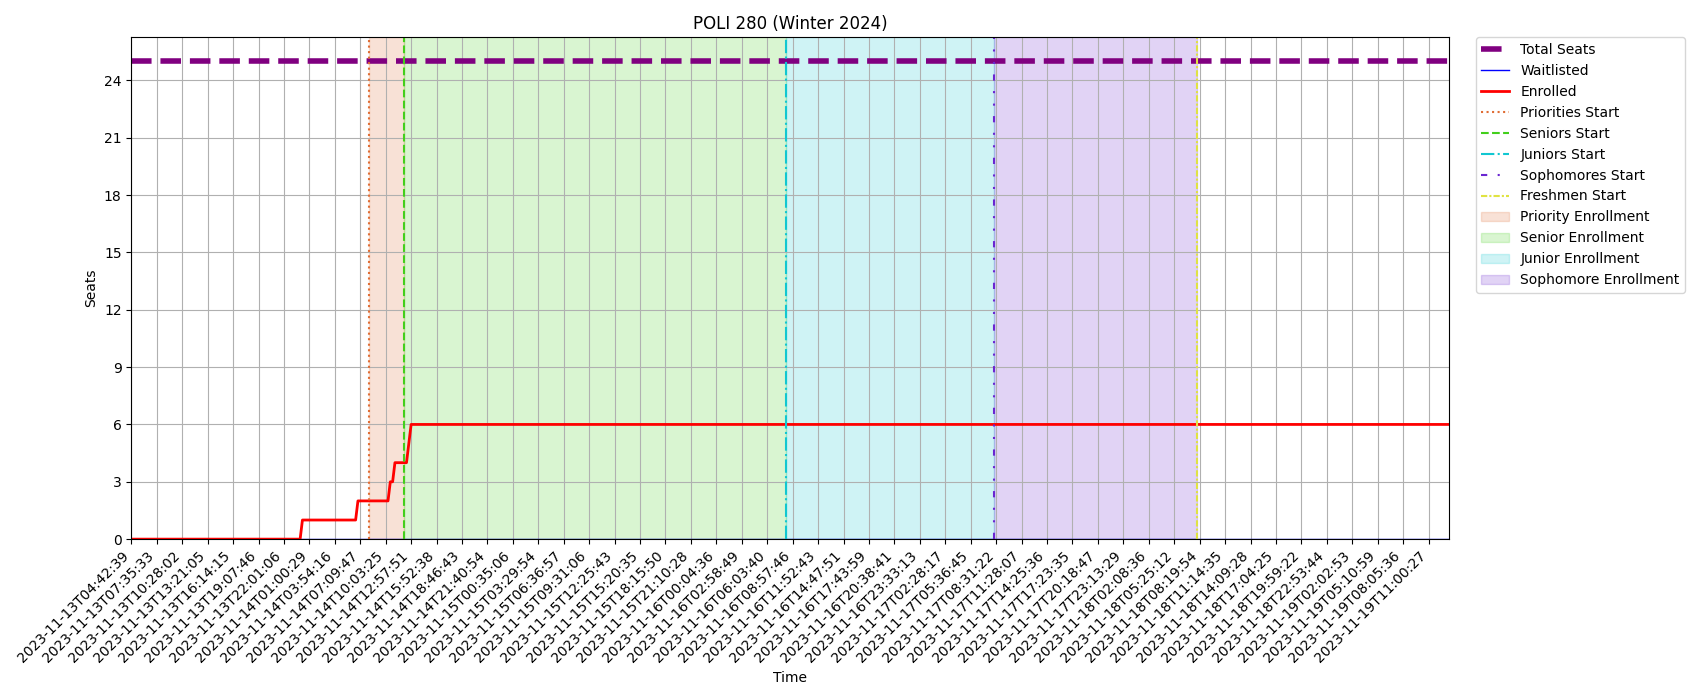 POLI 280 (Winter 2024)
Seats
24
21
18
15
12
9
6
3
0
2023-11-13T04:42:39
2023-11-13T07:35:33
2023-11-13T10:28:02
2023-11-13T13:21:05
2023-11-13T16:14:15
2023-11-13T19:07:46
2023-11-13T22:01:06
2023-11-14T01:00:29
2023-11-14T03:54:16
2023-11-14T07:09:47
2023-11-14T10:03:25
2023-11-14T12:57:51
2023-11-14T15:52:38
2023-11-14T18:46:43
2023-11-14T21:40:54
2023-11-15T00:35:06
2023-11-15T03:29:54
2023-11-15T06:36:57
2023-11-15T09:31:06
2023-11-15T12:25:43
2023-11-15T15:20:35
2023-11-15T18:15:50
2023-11-15T21:10:28
2023-11-16T00:04:36
2023-11-16T02:58:49
2023-11-16T06:03:40
2023-11-16T08:57:46
2023-11-16T11:52:43
2023-11-16T14:47:51
2023-11-16T17:43:59
2023-11-16T20:38:41
2023-11-16T23:33:13
2023-11-17T02:28:17
2023-11-17T05:36:45
2023-11-17T08:31:22
2023-11-17T11:28:07
2023-11-17T14:25:36
2023-11-17T17:23:35
2023-11-17T20:18:47
2023-11-17T23:13:29
2023-11-18T02:08:36
2023-11-18T05:25:12
2023-11-18T08:19:54
2023-11-18T11:14:35
2023-11-18T14:09:28
2023-11-18T17:04:25
2023-11-18T19:59:22
2023-11-18T22:53:44
2023-11-19T02:02:53
2023-11-19T05:10:59
2023-11-19T08:05:36
2023-11-19T11:00:27
Time
Total Seats
Waitlisted
Enrolled
Priorities Start
Seniors Start
Juniors Start
Sophomores Start
Freshmen Start
Priority Enrollment
Senior Enrollment
Junior Enrollment
Sophomore Enrollment